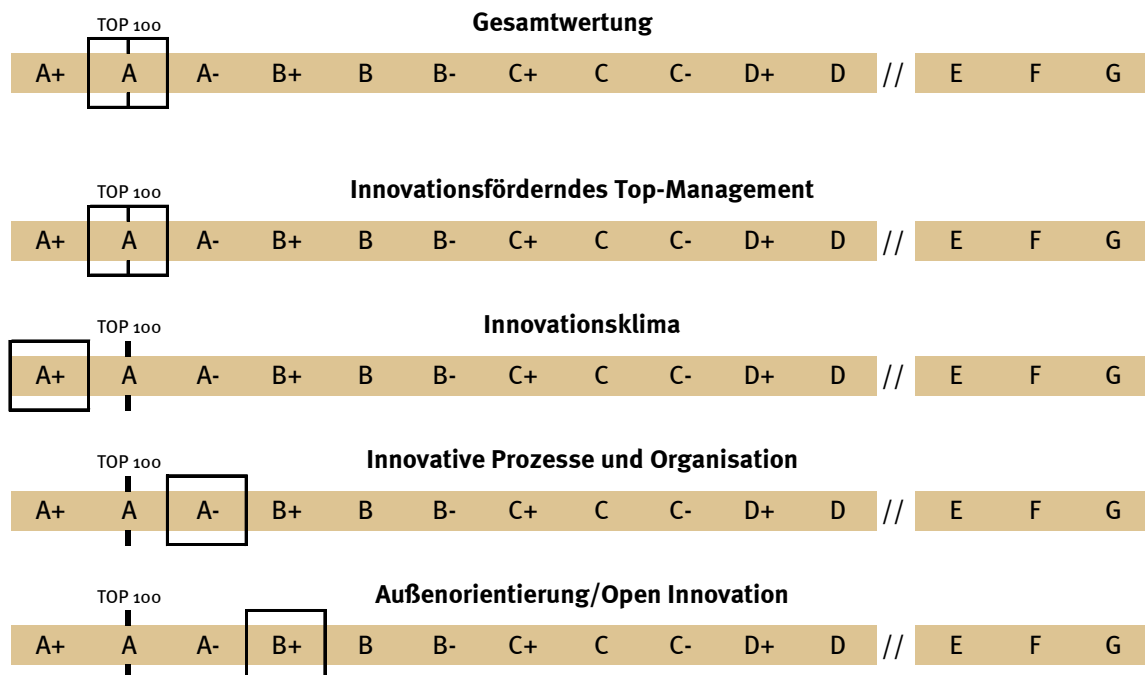 TOP 100
Gesamtwertung
A+ A A- B+ B B- C+ C C- D+ D // E F G
TOP 100
Innovationsförderndes Top-Management
A+ A A- B+ B B- C+ C C- D+ D // E F G
TOP 100
Innovationsklima
A+ A A- B+ B B- C+ C C- D+ D // E F G
TOP 100
Innovative Prozesse und Organisation
A+ A A- B+ B B- C+ C C- D+ D // E F G
TOP 100
Außenorientierung/Open Innovation
A+ A A- B+ B B- C+ C C- D+ D // E F G